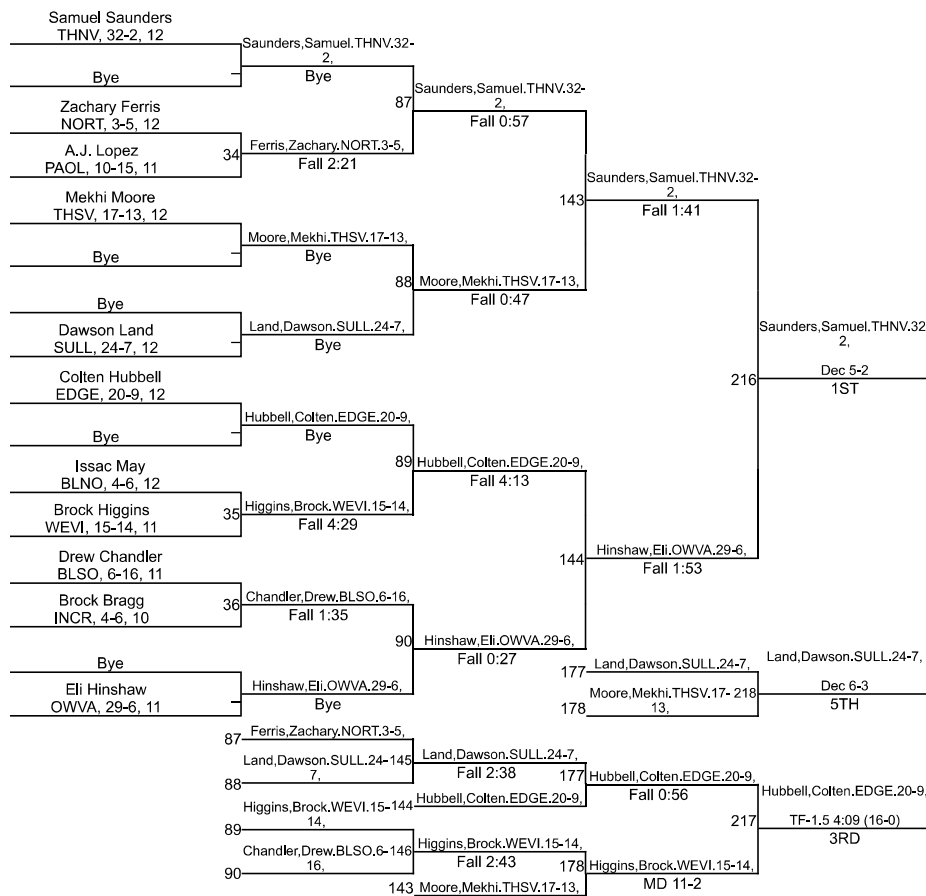 Samuel Saunders
THNV, 32-2, 12
Bye
Saunders,Samuel.THNV.32-
2,
Bye
Zachary Ferris
NORT, 3-5, 12
A.J. Lopez
PAOL, 10-15, 11
34
Ferris,Zachary.NORT.3-5,
Fall 2:21
87
Saunders,Samuel.THNV.32-
2,
Fall 0:57
Mekhi Moore
THSV, 17-13, 12
Bye
Moore,Mekhi.THSV.17-13,
Bye
Bye
Dawson Land
SULL, 24-7, 12
Land,Dawson.SULL.24-7,
Bye
88
Moore,Mekhi.THSV.17-13,
Fall 0:47
143
Saunders,Samuel.THNV.32-
2,
Fall 1:41
Colten Hubbell
EDGE, 20-9, 12
Bye
Hubbell,Colten.EDGE.20-9,
Bye
Issac May
BLNO, 4-6, 12
Brock Higgins
WEVI, 15-14, 11
35
Higgins,Brock.WEVI.15-14,
Fall 4:29
89
Hubbell,Colten.EDGE.20-9,
Fall 4:13
Drew Chandler
BLSO, 6-16, 11
Brock Bragg
INCR, 4-6, 10
36
Chandler,Drew.BLSO.6-16,
Fall 1:35
Bye
Eli Hinshaw
OWVA, 29-6, 11
Hinshaw,Eli.OWVA.29-6,
Bye
90
Hinshaw,Eli.OWVA.29-6,
Fall 0:27
144
Hinshaw,Eli.OWVA.29-6,
Fall 1:53
216
Saunders,Samuel.THNV.32
2,
Dec 5-2
1ST
177
Land,Dawson.SULL.24-7,
178
Moore,Mekhi.THSV.17-
13,
218
Land,Dawson.SULL.24-7,
Dec 6-3
5TH
87
Ferris,Zachary.NORT.3-5,
88
Land,Dawson.SULL.24-
7,
145
Land,Dawson.SULL.24-7,
Fall 2:38
144
Hubbell,Colten.EDGE.20-9,
177
Hubbell,Colten.EDGE.20-9,
Fall 0:56
89
Higgins,Brock.WEVI.15-
14,
90
Chandler,Drew.BLSO.6-
16,
146
Higgins,Brock.WEVI.15-14,
Fall 2:43
143
Moore,Mekhi.THSV.17-13,
178
Higgins,Brock.WEVI.15-14,
MD 11-2
217
Hubbell,Colten.EDGE.20-9,
TF-1.5 4:09 (16-0)
3RD